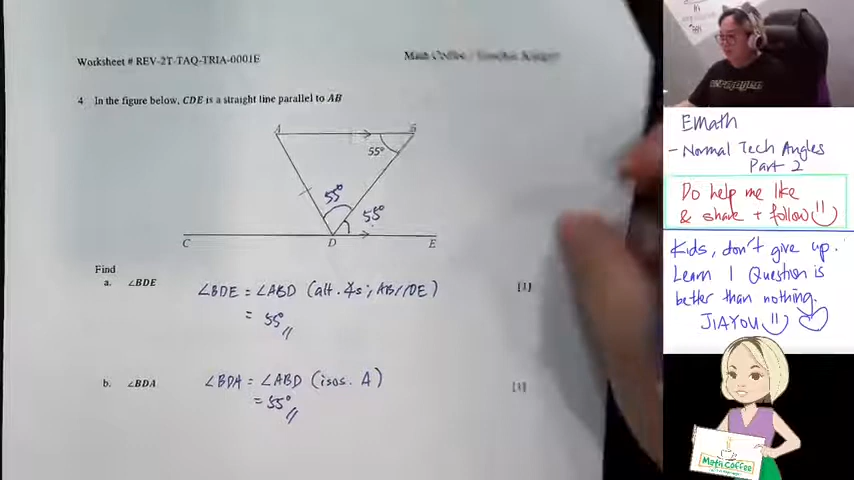 Worksheet # REV-2T-TAQ-TRIA-0001E
Math Coffee /
4 In the figure below, CDE is a straight line parallel to AB
A
B
55°
55°
55°
C
D
E
Find
a. ∠BDE
∠BDE = ∠ABD (alt. ∠s, AB//DE)
[1]
= 55°
b. ∠BDA
∠BDA = ∠ABD (isos. Δ)
[1]
= 55°
EMath
- Normal Tech Angles
Part 2
Do help me like
& share + follow
Kids, don't give up.
Learn 1 Question is
better than nothing.
JIAYOU
Math Coffee